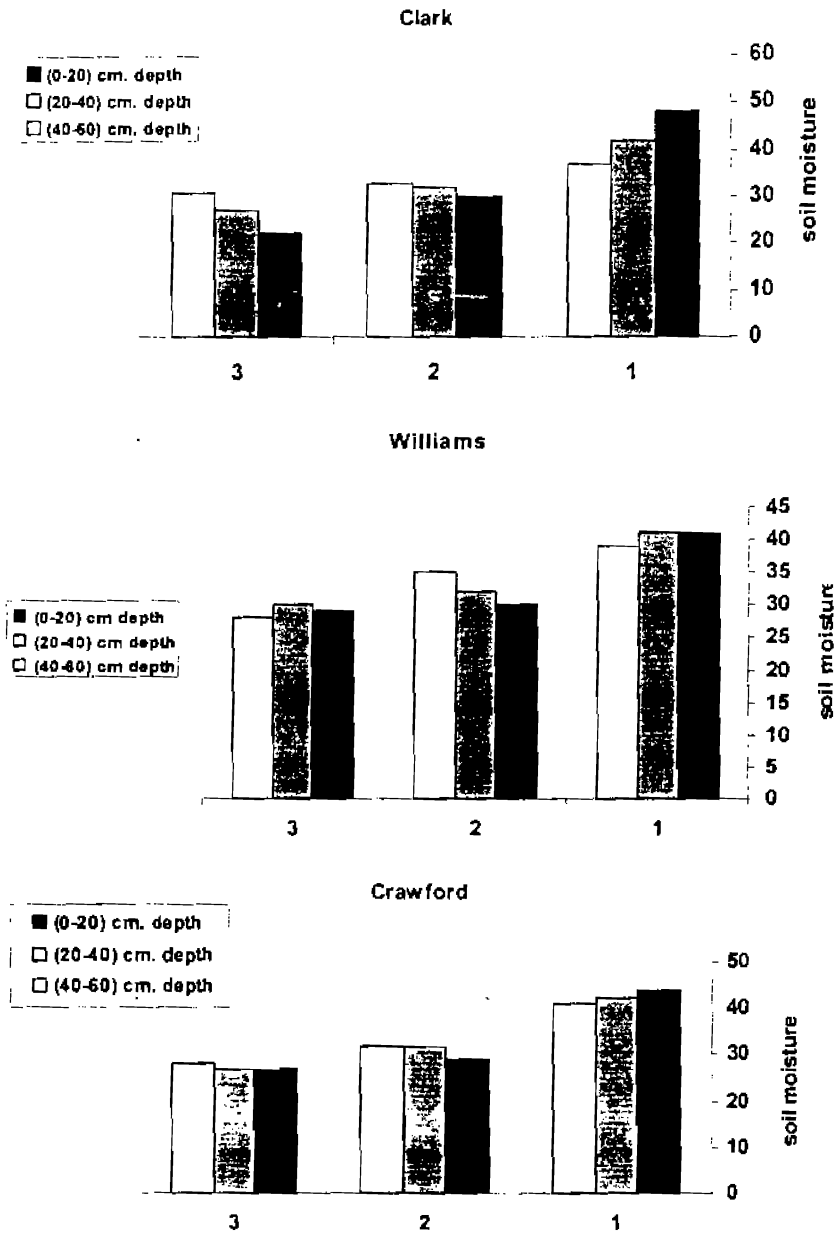 Clark
(0-20) cm. depth
(20-40) cm. depth
(40-60) cm. depth
60
50
40
30
20
10
0
soil moisture
3 2 1
Williams
(0-20) cm depth
(20-40) cm depth
(40-60) cm depth
45
40
35
30
25
20
15
10
5
0
soil moisture
3 2 1
Crawford
(0-20) cm. depth
(20-40) cm. depth
(40-60) cm. depth
50
40
30
20
10
0
soil moisture
3 2 1